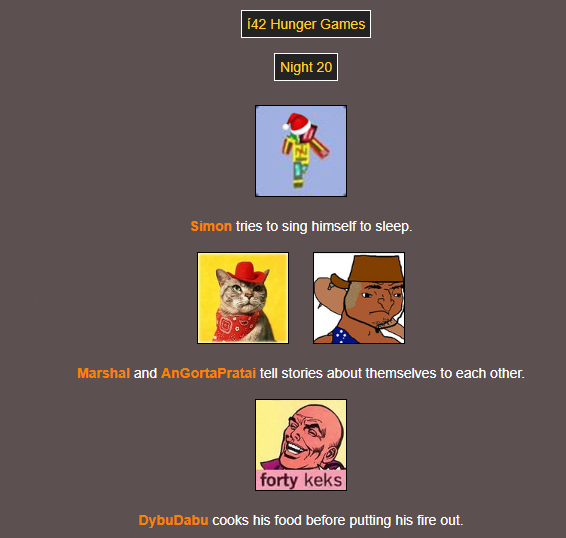 í42 Hunger Games
Night 20
Simon tries to sing himself to sleep.
Marshal and AnGortaPratai tell stories about themselves to each other.
forty keks
DybuDabu cooks his food before putting his fire out.